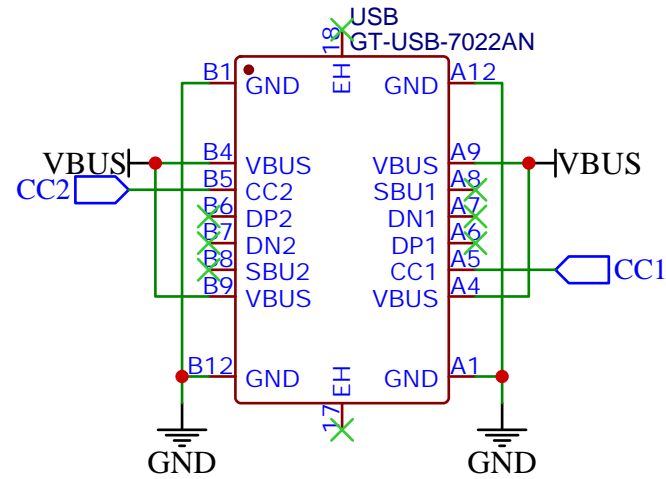 USB
GT-USB-7022AN
18
EH
B1 GND GND A12
VBUS B4 VBUS VBUS A9 VBUS
CC2 B5 CC2 SBU1 A8
B6 DP2 DN1 A7
B7 DN2 DP1 A6
B8 SBU2 CC1 A5 CC1
B9 VBUS VBUS A4
B12 GND GND A1
EH
17
GND GND